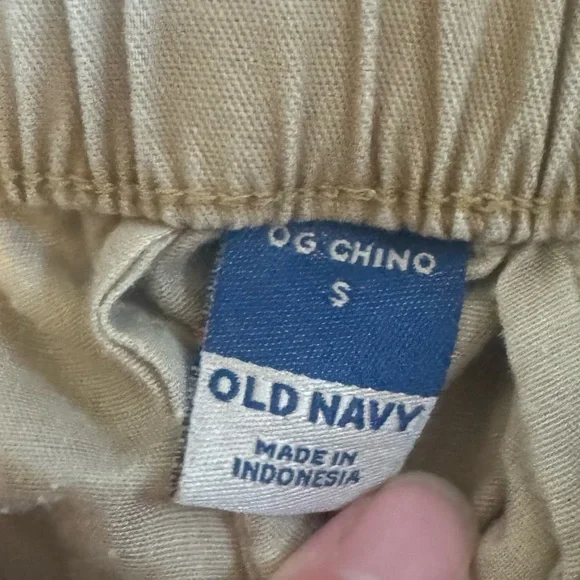 OG CHINO
S
OLD NAVY
MADE IN
INDONESIA